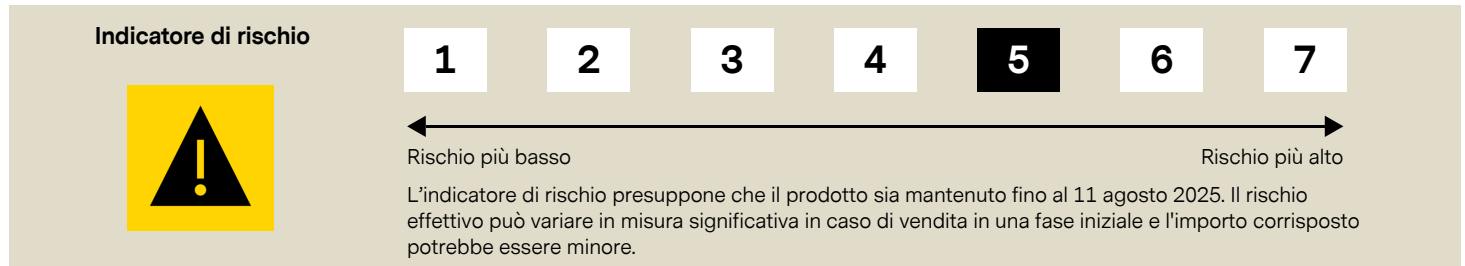 Indicatore di rischio
1 2 3 4 5 6 7
Rischio più basso Rischio più alto
L’indicatore di rischio presuppone che il prodotto sia mantenuto fino al 11 agosto 2025. Il rischio
effettivo può variare in misura significativa in caso di vendita in una fase iniziale e l'importo corrisposto
potrebbe essere minore.